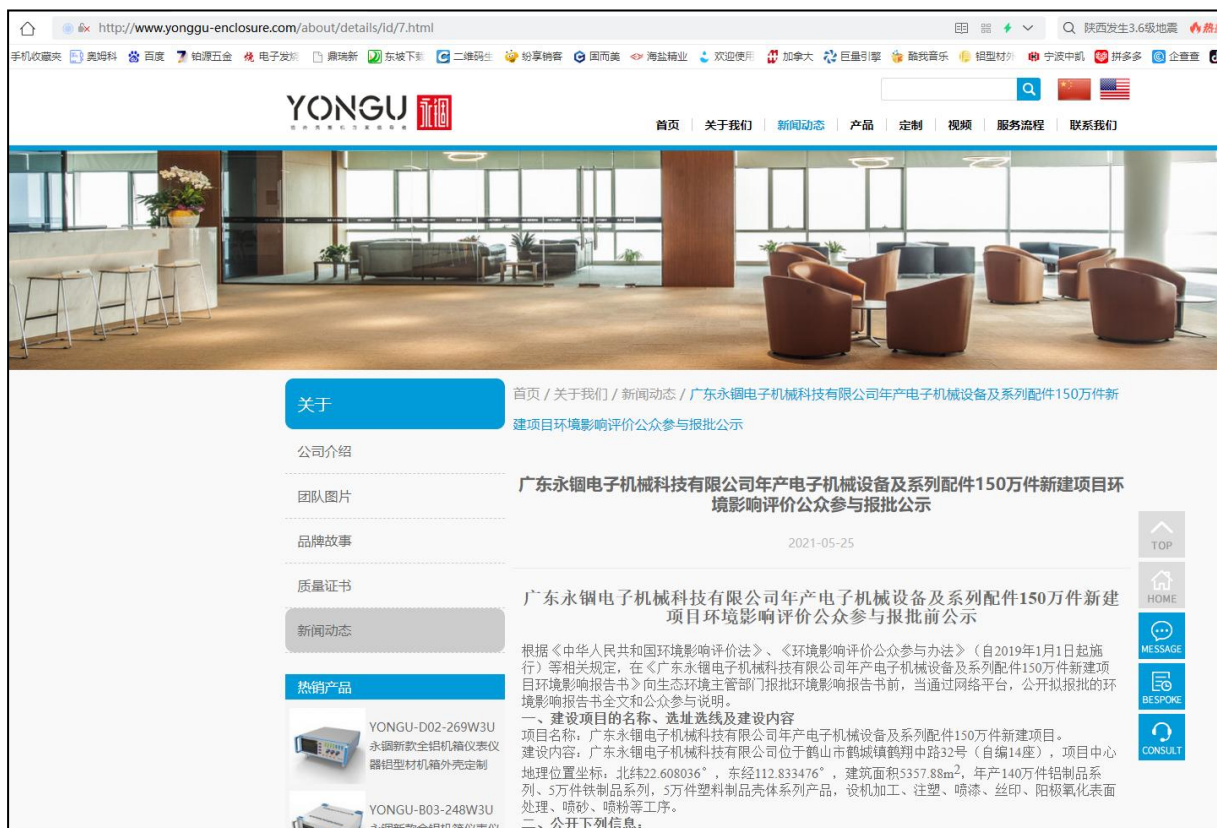 http://www.yonggu-enclosure.com/about/details/id/7.html
陕西发生3.6级地震
手机收藏夹 奥姆科 百度 铂源五金 电子发烧 鼎瑞新 东坡下载 二维码生 纷享销客 国而美 海盐精业 欢迎使用 加拿大 巨量引擎 酷我音乐 铝型材外 宁波中凯 拼多多 企查查
YONGU 永锢
首页 关于我们 新闻动态 产品 定制 视频 服务流程 联系我们
关于
公司介绍
团队图片
品牌故事
质量证书
新闻动态
热销产品
YONGU-D02-269W3U
永锢新款全铝机箱仪表仪
器铝型材机箱外壳定制
YONGU-B03-248W3U
永锢新款全铝机箱仪表仪
首页 / 关于我们 / 新闻动态 / 广东永锢电子机械科技有限公司年产电子机械设备及系列配件150万件新
建项目环境影响评价公众参与报批公示
广东永锢电子机械科技有限公司年产电子机械设备及系列配件150万件新建项目环
境影响评价公众参与报批公示
2021-05-25
广东永锢电子机械科技有限公司年产电子机械设备及系列配件150万件新建
项目环境影响评价公众参与报批前公示
根据《中华人民共和国环境影响评价法》、《环境影响评价公众参与办法》（自2019年1月1日起施
行）等相关规定，在《广东永锢电子机械科技有限公司年产电子机械设备及系列配件150万件新建项
目环境影响报告书》向生态环境主管部门报批环境影响报告书前，当通过网络平台，公开拟报批的环
境影响报告书全文和公众参与说明。
一、建设项目的名称、选址选线及建设内容
项目名称：广东永锢电子机械科技有限公司年产电子机械设备及系列配件150万件新建项目。
建设内容：广东永锢电子机械科技有限公司位于鹤山市鹤城镇鹤翔中路32号（自编14座），项目中心
地理位置坐标：北纬22.608036°，东经112.833476°，建筑面积5357.88m²，年产140万件铝制品系
列、5万件铁制品系列，5万件塑料制品壳体系列产品，设机加工、注塑、喷漆、丝印、阳极氧化表面
处理、喷砂、喷粉等工序。
二、公开下列信息：
TOP
HOME
MESSAGE
BESPOKE
CONSULT